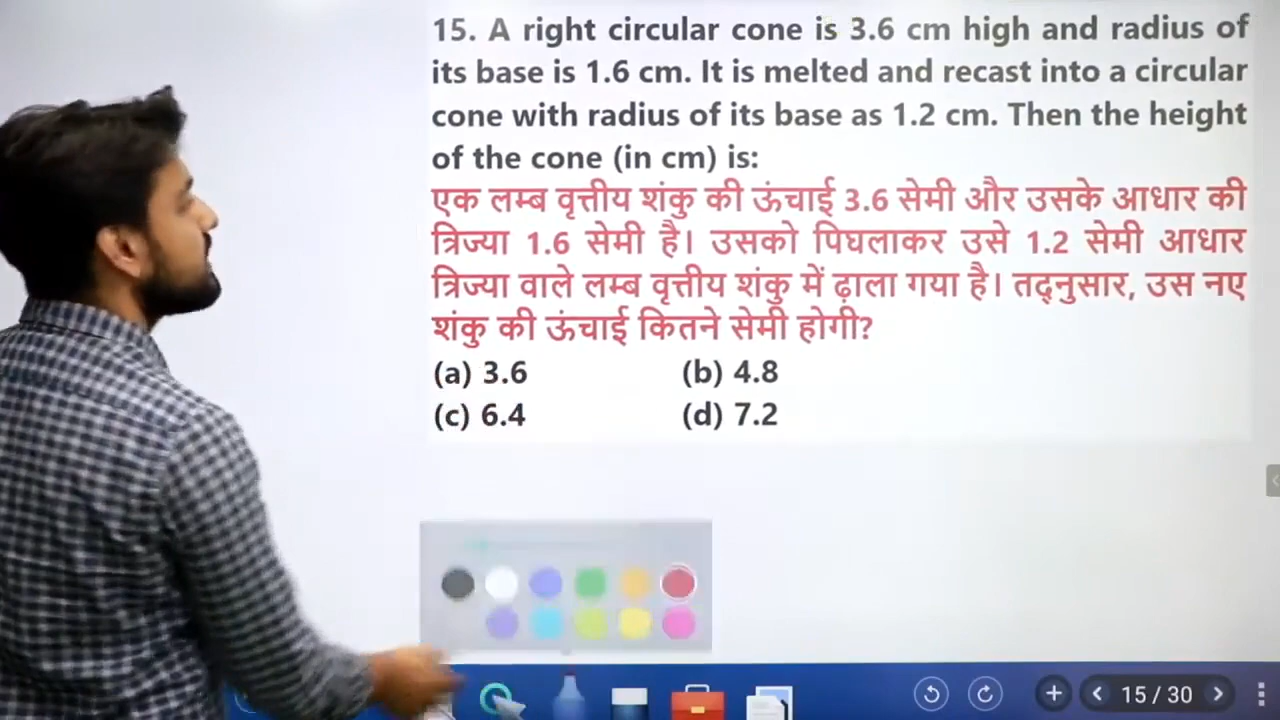 15. A right circular cone is 3.6 cm high and radius of
its base is 1.6 cm. It is melted and recast into a circular
cone with radius of its base as 1.2 cm. Then the height
of the cone (in cm) is:
एक लम्ब वृत्तीय शंकु की ऊंचाई 3.6 सेमी और उसके आधार की
त्रिज्या 1.6 सेमी है। उसको पिघलाकर उसे 1.2 सेमी आधार
त्रिज्या वाले लम्ब वृत्तीय शंकु में ढ़ाला गया है। तद्नुसार, उस नए
शंकु की ऊंचाई कितने सेमी होगी?
(a) 3.6 (b) 4.8
(c) 6.4 (d) 7.2
15 / 30